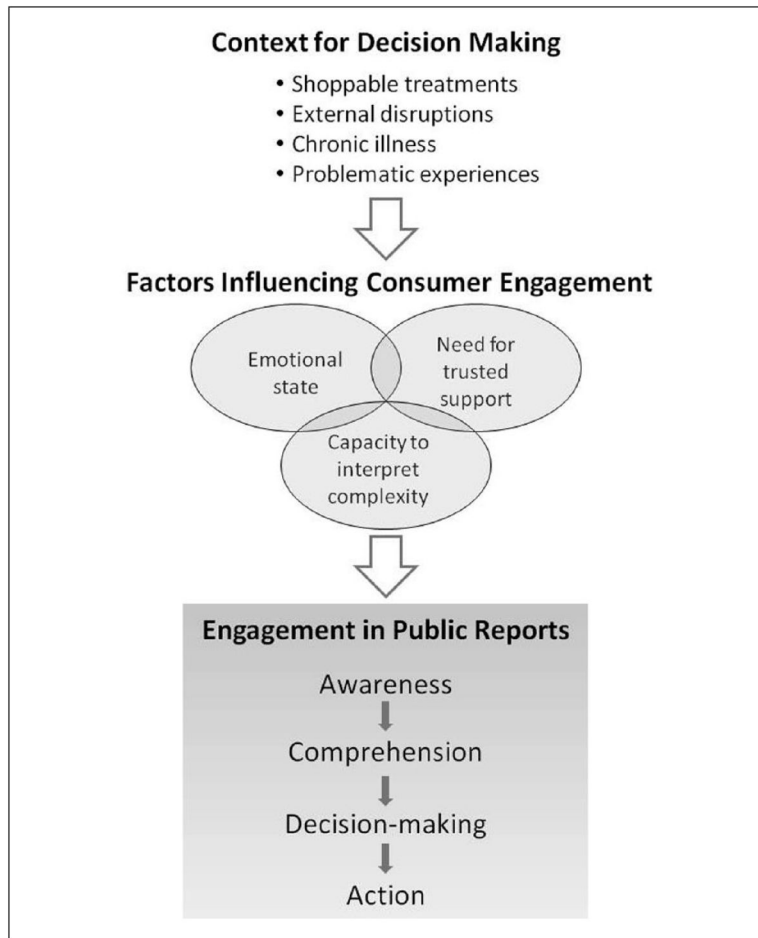 Context for Decision Making
• Shoppable treatments
• External disruptions
• Chronic illness
• Problematic experiences
Factors Influencing Consumer Engagement
Emotional
state
Need for
trusted
support
Capacity to
interpret
complexity
Engagement in Public Reports
Awareness
Comprehension
Decision-making
Action